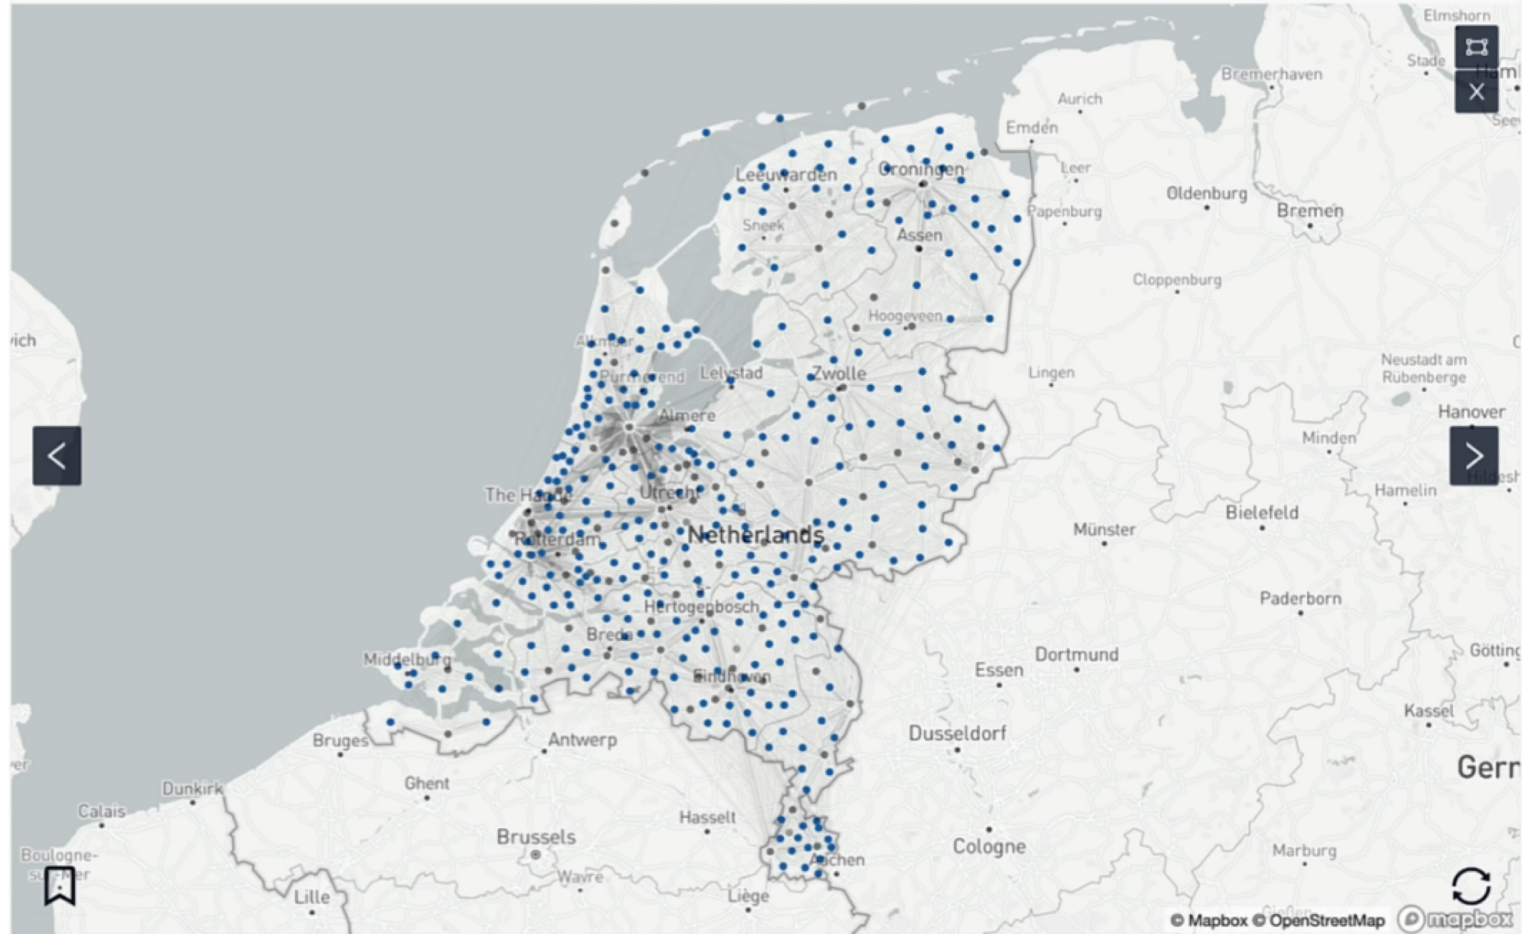 Elmshorn
Stade
Bremerhaven
Aurich
Emden
Leer
Leeuwarden
Groningen
Oldenburg
Papenburg
Bremen
Sneek
Assen
Cloppenburg
Hoogeveen
Alkmaar
Purmerend
Lelystad
Zwolle
Lingen
Neustadt am
Rübenberge
Almere
Hanover
Minden
The Hague
Utrecht
Hamelin
Bielefeld
Netherlands
Rotterdam
Münster
Hertogenbosch
Paderborn
Breda
Middelburg
Essen
Dortmund
Eindhoven
Kassel
Bruges
Antwerp
Dusseldorf
Gerr
Dunkirk
Ghent
Calais
Hasselt
Brussels
Cologne
Aachen
Marburg
Boulogne-
sur-Mer
Wavre
Lille
Liège
© Mapbox © OpenStreetMap
mapbox